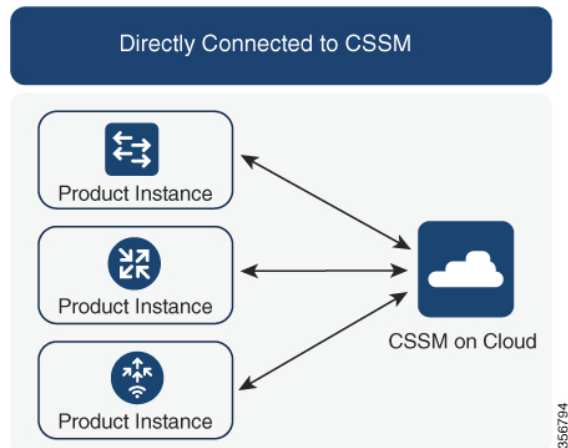 Directly Connected to CSSM
Product Instance
Product Instance
CSSM on Cloud
Product Instance
356794